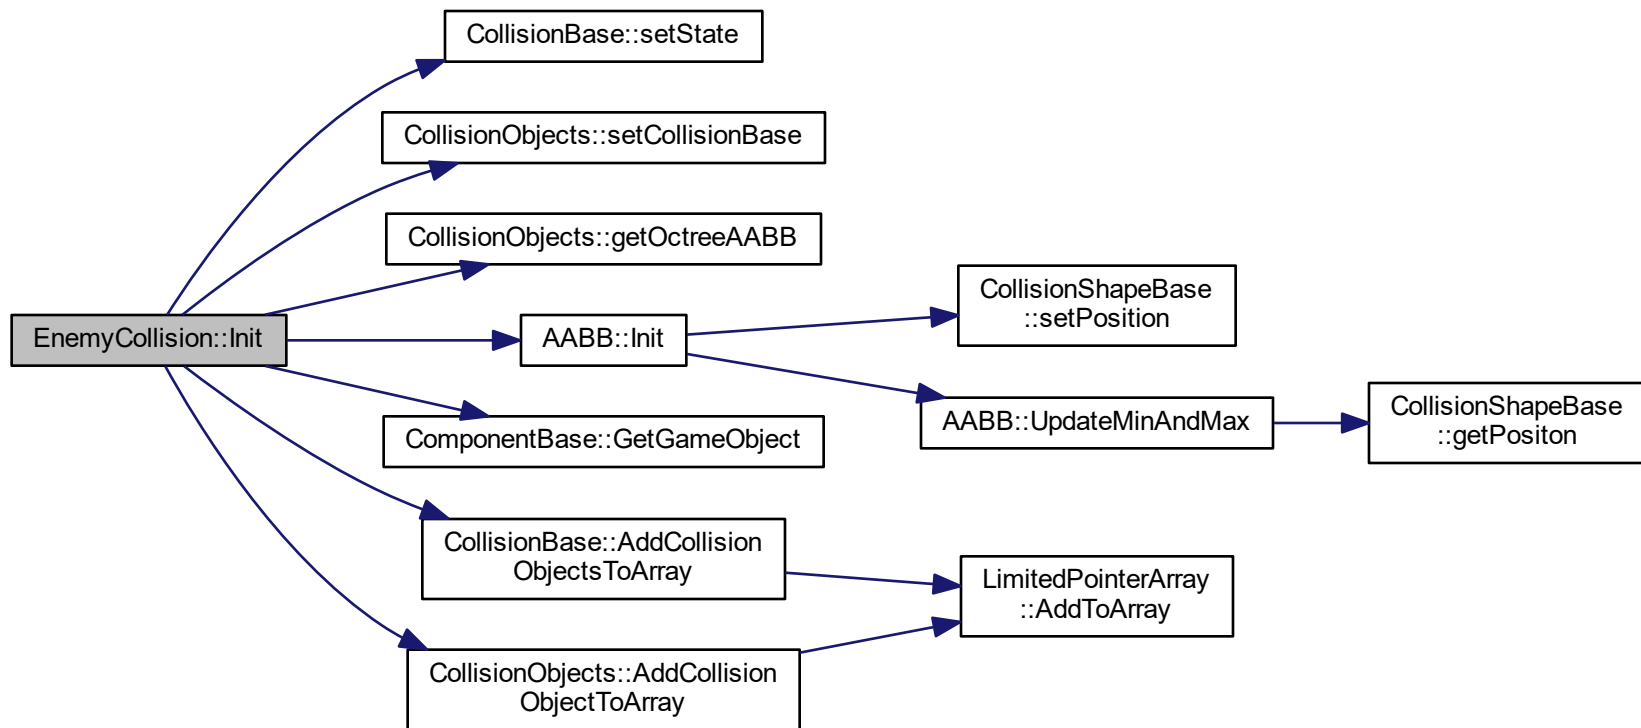 CollisionBase::setState
CollisionObjects::setCollisionBase
CollisionObjects::getOctreeAABB
EnemyCollision::Init
AABB::Init
CollisionShapeBase
::setPosition
AABB::UpdateMinAndMax
CollisionShapeBase
::getPositon
ComponentBase::GetGameObject
CollisionBase::AddCollision
ObjectsToArray
LimitedPointerArray
::AddToArray
CollisionObjects::AddCollision
ObjectToArray